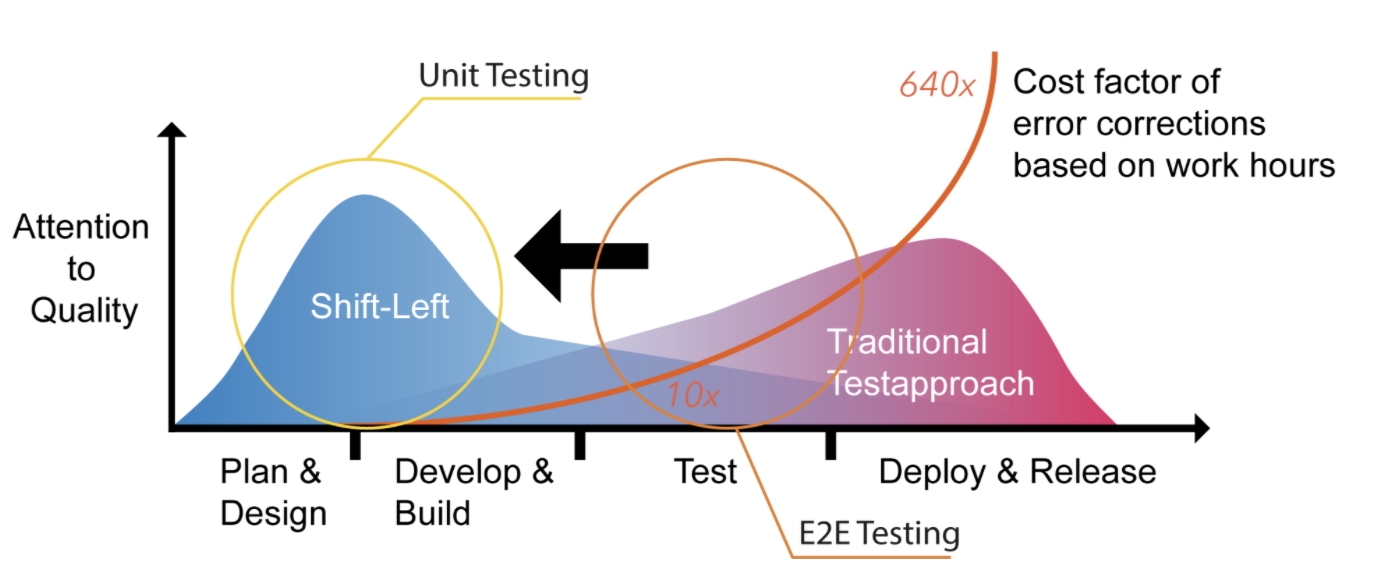 Unit Testing
640x
Cost factor of
error corrections
based on work hours
Attention
to
Quality
Shift-Left
Traditional
Testapproach
10x
Plan &
Design
Develop &
Build
Test
Deploy & Release
E2E Testing